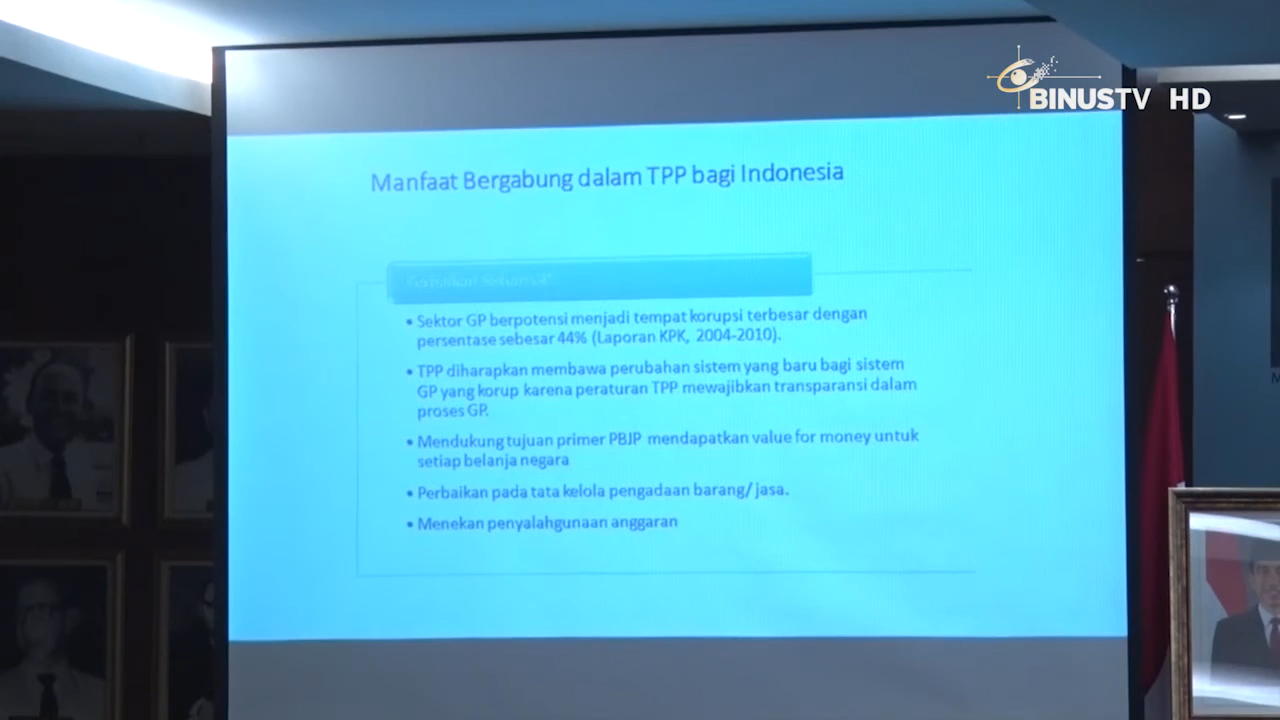 BINUSTV HD
Manfaat Bergabung dalam TPP bagi Indonesia
• Sektor GP berpotensi menjadi tempat korupsi terbesar dengan
persentase sebesar 44% (Laporan KPK, 2004-2010).
• TPP diharapkan membawa perubahan sistem yang baru bagi sistem
GP yang korup karena peraturan TPP mewajibkan transparansi dalam
proses GP.
• Mendukung tujuan primer PBJP mendapatkan value for money untuk
setiap belanja negara
• Perbaikan pada tata kelola pengadaan barang/jasa.
• Menekan penyalahgunaan anggaran